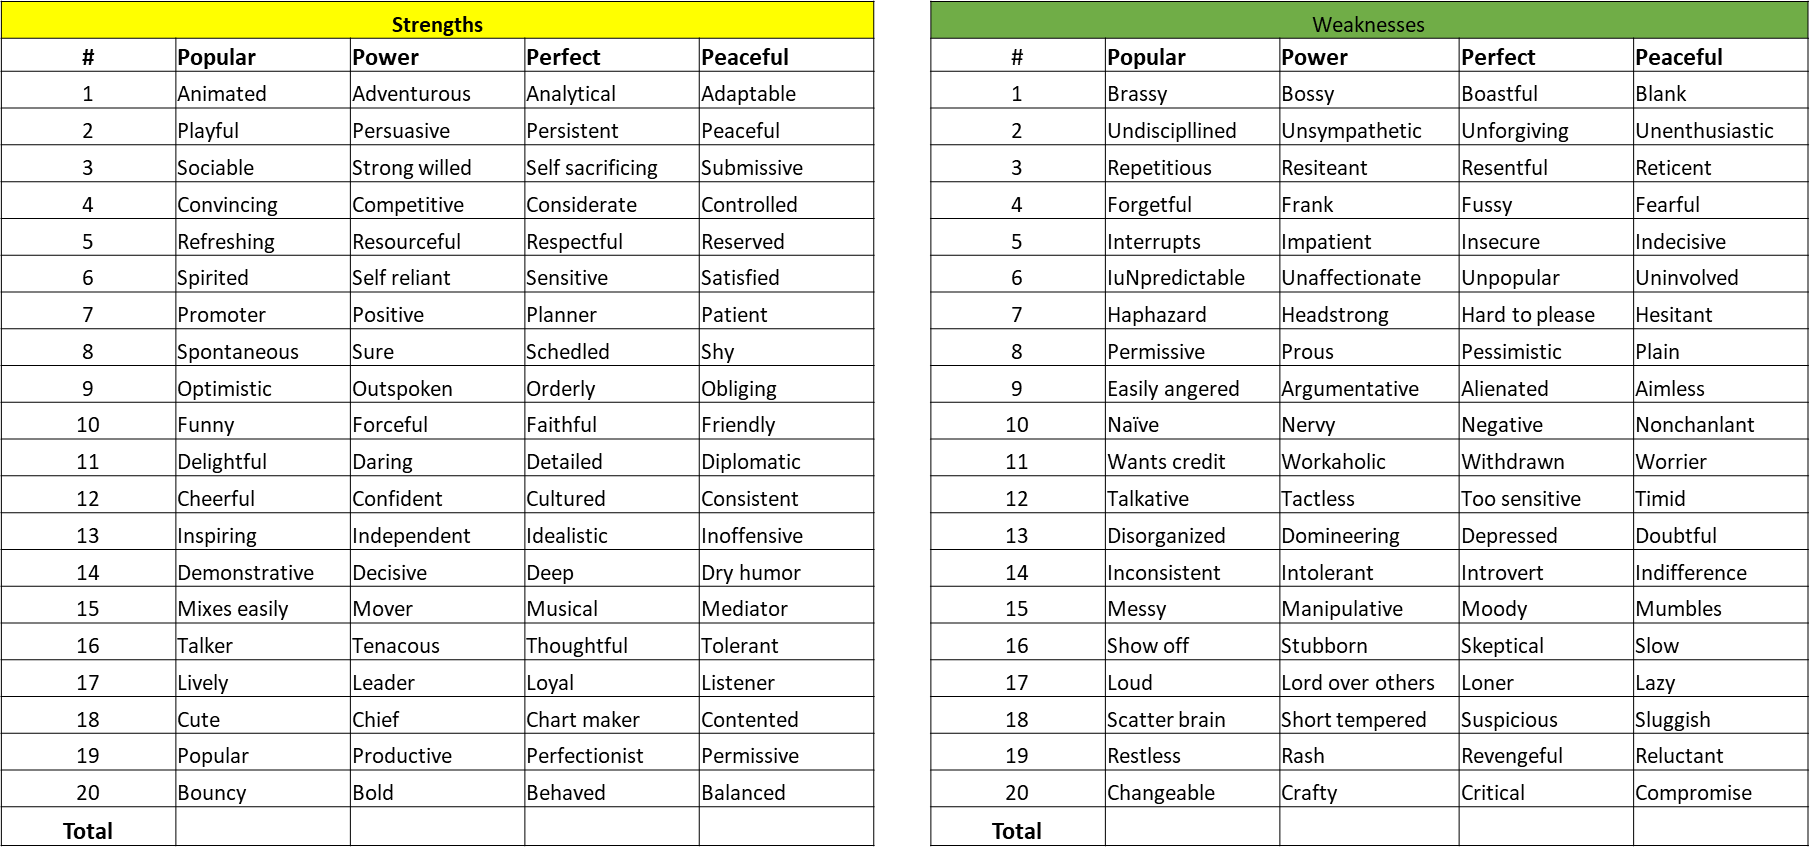 Strengths
# Popular Power Perfect Peaceful
1 Animated Adventurous Analytical Adaptable
2 Playful Persuasive Persistent Peaceful
3 Sociable Strong willed Self sacrificing Submissive
4 Convincing Competitive Considerate Controlled
5 Refreshing Resourceful Respectful Reserved
6 Spirited Self reliant Sensitive Satisfied
7 Promoter Positive Planner Patient
8 Spontaneous Sure Schedled Shy
9 Optimistic Outspoken Orderly Obliging
10 Funny Forceful Faithful Friendly
11 Delightful Daring Detailed Diplomatic
12 Cheerful Confident Cultured Consistent
13 Inspiring Independent Idealistic Inoffensive
14 Demonstrative Decisive Deep Dry humor
15 Mixes easily Mover Musical Mediator
16 Talker Tenacous Thoughtful Tolerant
17 Lively Leader Loyal Listener
18 Cute Chief Chart maker Contented
19 Popular Productive Perfectionist Permissive
20 Bouncy Bold Behaved Balanced
Total
Weaknesses
# Popular Power Perfect Peaceful
1 Brassy Bossy Boastful Blank
2 Undiscipllined Unsympathetic Unforgiving Unenthusiastic
3 Repetitious Resiteant Resentful Reticent
4 Forgetful Frank Fussy Fearful
5 Interrupts Impatient Insecure Indecisive
6 IuNpredictable Unaffectionate Unpopular Uninvolved
7 Haphazard Headstrong Hard to please Hesitant
8 Permissive Prous Pessimistic Plain
9 Easily angered Argumentative Alienated Aimless
10 Naïve Nervy Negative Nonchanlant
11 Wants credit Workaholic Withdrawn Worrier
12 Talkative Tactless Too sensitive Timid
13 Disorganized Domineering Depressed Doubtful
14 Inconsistent Intolerant Introvert Indifference
15 Messy Manipulative Moody Mumbles
16 Show off Stubborn Skeptical Slow
17 Loud Lord over others Loner Lazy
18 Scatter brain Short tempered Suspicious Sluggish
19 Restless Rash Revengeful Reluctant
20 Changeable Crafty Critical Compromise
Total